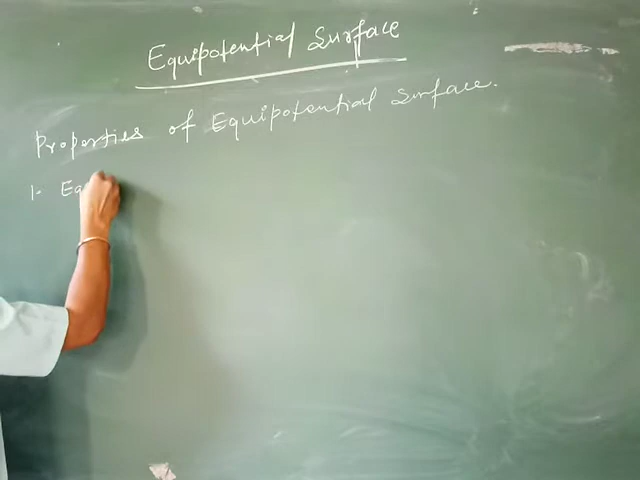 Equipotential Surface
Properties of Equipotential Surface.
1. Eq